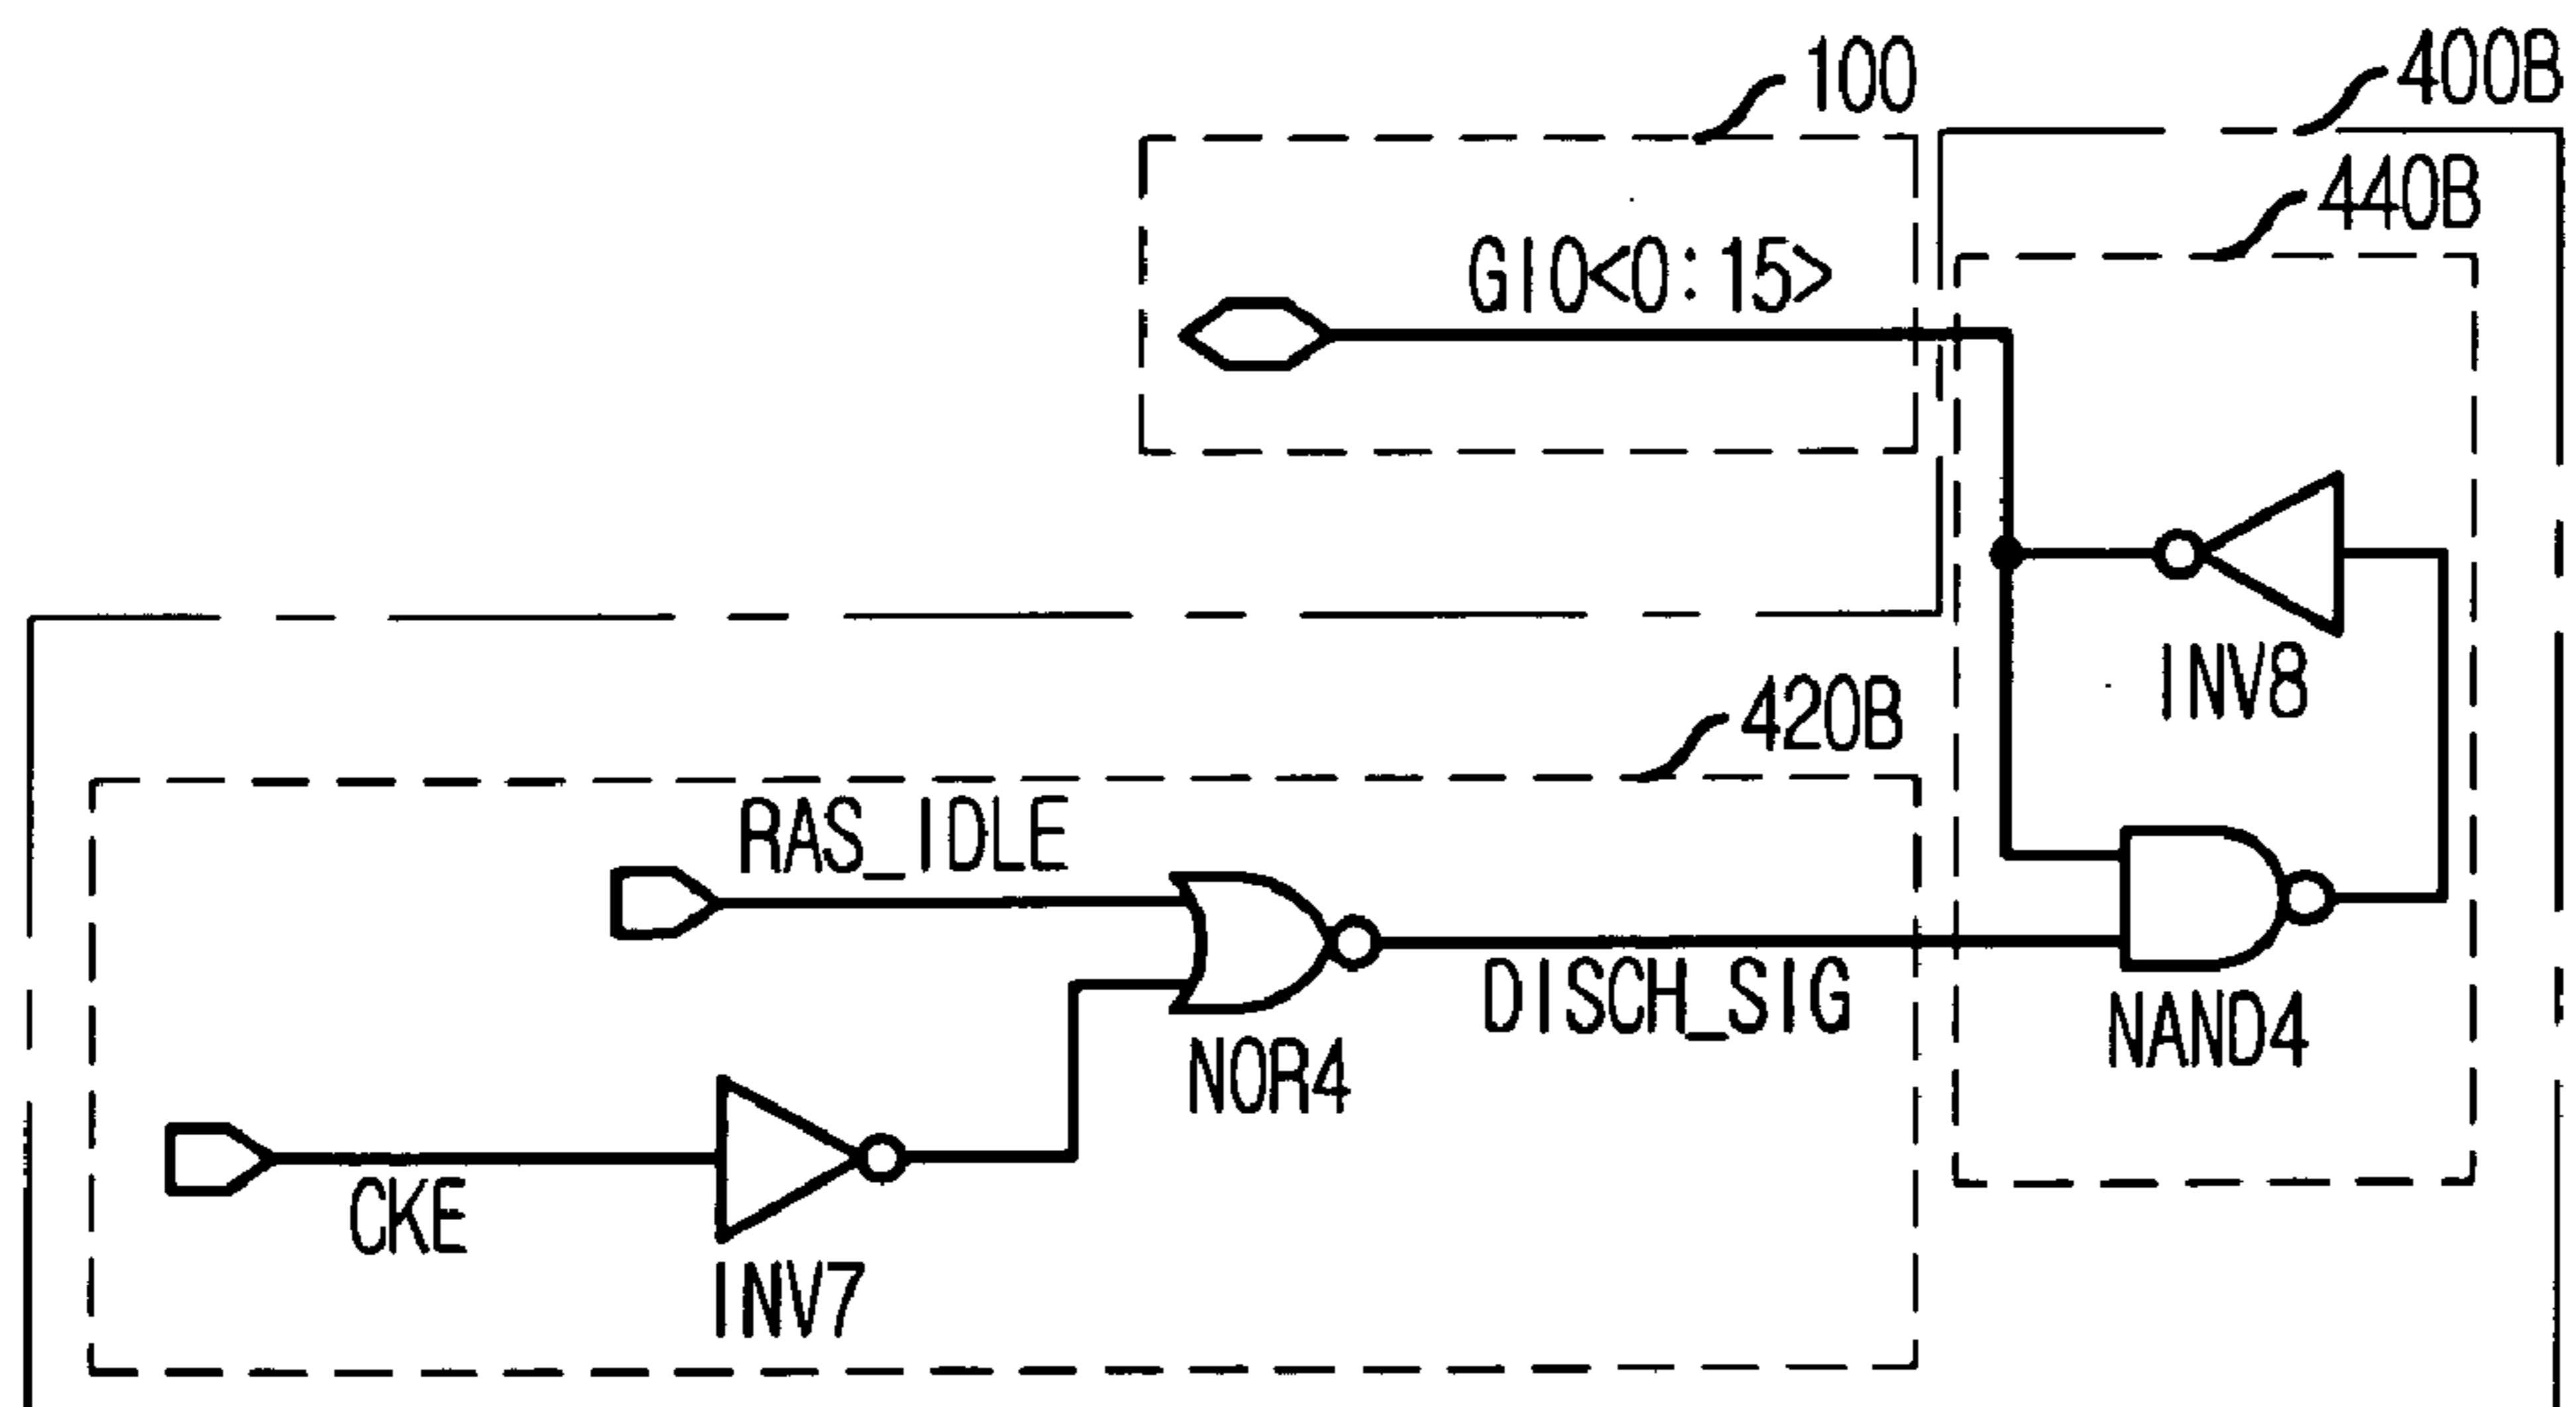 100
400B
440B
GIO<0:15>
INV8
420B
RAS_IDLE
DISCH_SIG
NAND4
NOR4
CKE
INV7